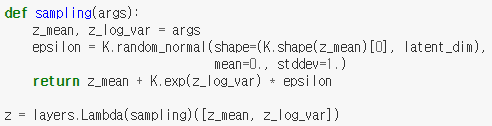 def sampling(args):
    z_mean, z_log_var = args
    epsilon = K.random_normal(shape=(K.shape(z_mean)[0], latent_dim),
                              mean=0., stddev=1.)
    return z_mean + K.exp(z_log_var) * epsilon

z = layers.Lambda(sampling)([z_mean, z_log_var])